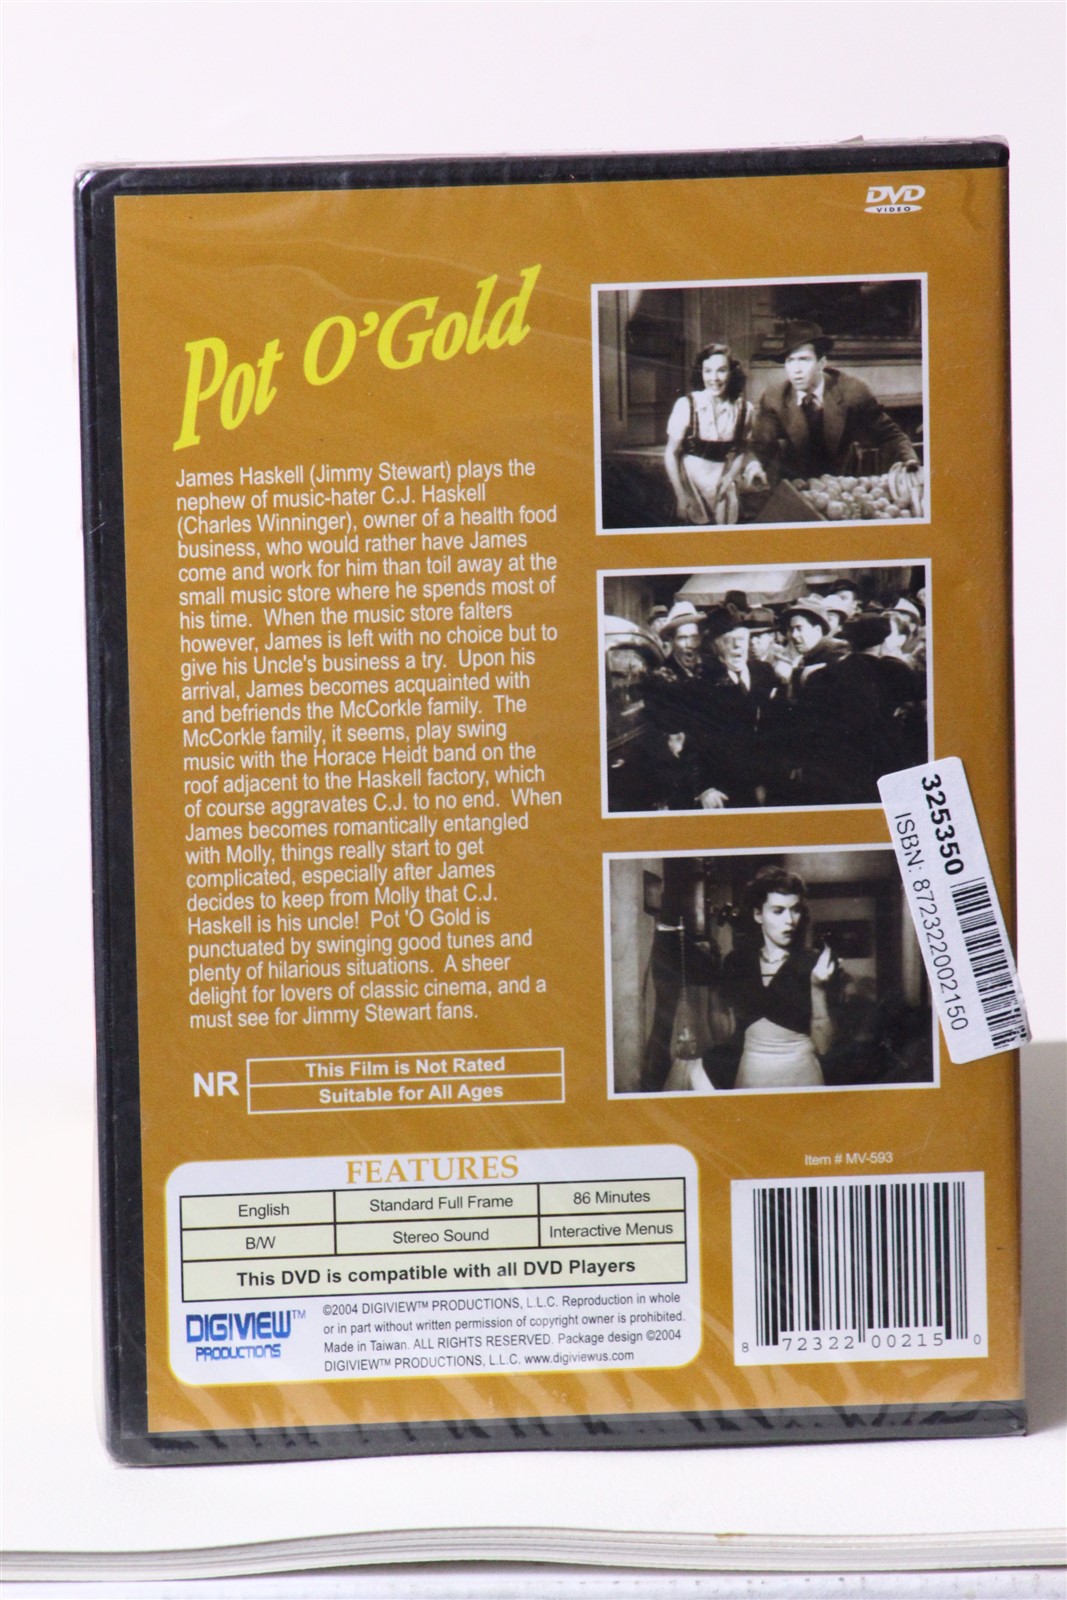 DVD
VIDEO
Pot O'Gold
James Haskell (Jimmy Stewart) plays the
nephew of music-hater C.J. Haskell
(Charles Winninger), owner of a health food
business, who would rather have James
come and work for him than toil away at the
small music store where he spends most of
his time. When the music store falters
however, James is left with no choice but to
give his Uncle's business a try. Upon his
arrival, James becomes acquainted with
and befriends the McCorkle family. The
McCorkle family, it seems, play swing
music with the Horace Heidt band on the
roof adjacent to the Haskell factory, which
of course aggravates C.J. to no end. When
James becomes romantically entangled
with Molly, things really start to get
complicated, especially after James
decides to keep from Molly that C.J.
Haskell is his uncle! Pot 'O Gold is
punctuated by swinging good tunes and
plenty of hilarious situations. A sheer
delight for lovers of classic cinema, and a
must see for Jimmy Stewart fans.
325350
ISBN: 872322002150
NR
This Film is Not Rated
Suitable for All Ages
FEATURES
English Standard Full Frame 86 Minutes
B/W Stereo Sound Interactive Menus
This DVD is compatible with all DVD Players
DIGIVIEW™
PRODUCTIONS
©2004 DIGIVIEW™ PRODUCTIONS, L.L.C. Reproduction in whole
or in part without written permission of copyright owner is prohibited.
Made in Taiwan. ALL RIGHTS RESERVED. Package design ©2004
DIGIVIEW™ PRODUCTIONS, L.L.C. www.digiviewus.com
Item # MV-593
8 72322 00215 0